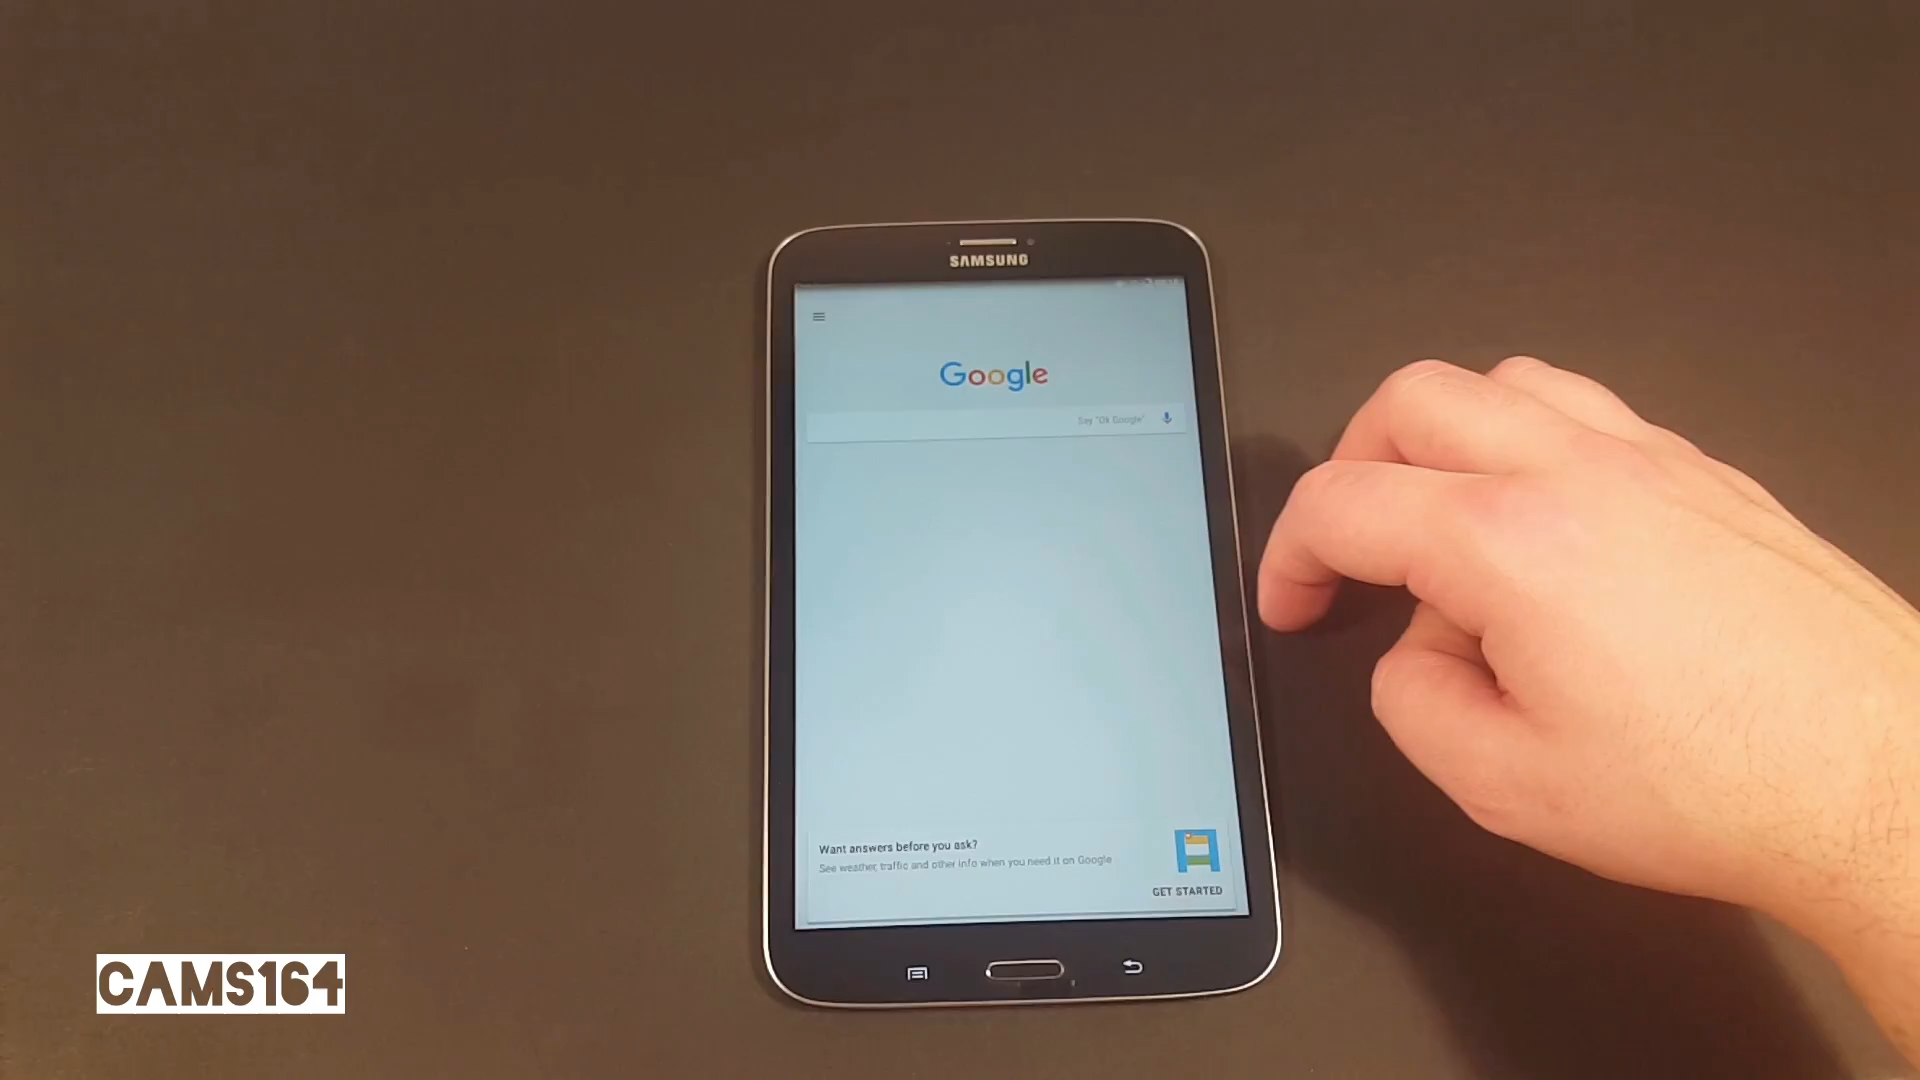 SAMSUNG
Google
Say "Ok Google"
Want answers before you ask?
See weather, traffic and other info when you need it on Google
GET STARTED
CAMS164